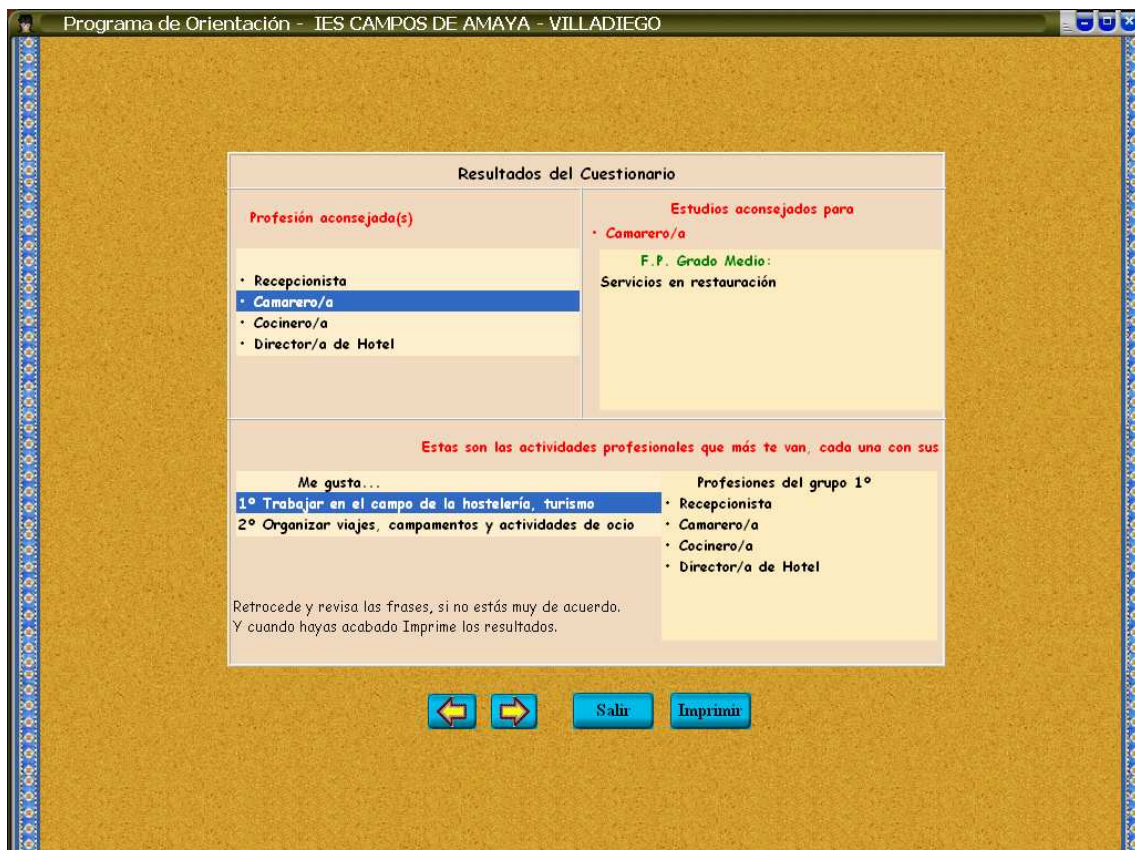 Programa de Orientación - IES CAMPOS DE AMAYA - VILLADIEGO
Resultados del Cuestionario
Profesión aconsejada(s)
· Recepcionista
· Camarero/a
· Cocinero/a
· Director/a de Hotel
Estudios aconsejados para
· Camarero/a
F.P. Grado Medio:
Servicios en restauración
Estas son las actividades profesionales que más te van, cada una con sus
Me gusta...
1º Trabajar en el campo de la hostelería, turismo
2º Organizar viajes, campamentos y actividades de ocio
Profesiones del grupo 1º
· Recepcionista
· Camarero/a
· Cocinero/a
· Director/a de Hotel
Retrocede y revisa las frases, si no estás muy de acuerdo.
Y cuando hayas acabado Imprime los resultados.
Salir
Imprimir